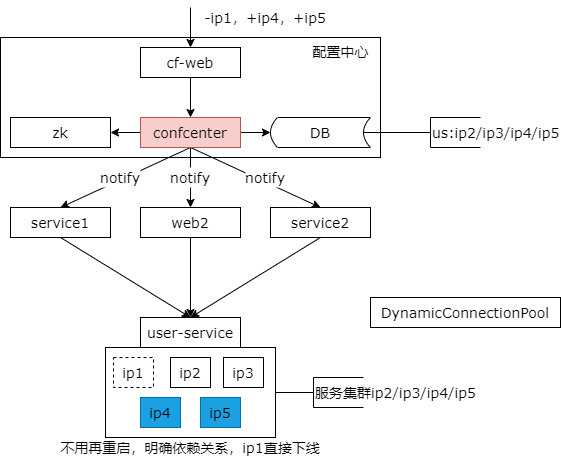 -ip1，+ip4，+ip5
配置中心
cf-web
zk
confcenter
DB
us:ip2/ip3/ip4/ip5
notify
notify
notify
service1
web2
service2
DynamicConnectionPool
user-service
ip1
ip2
ip3
服务集群ip2/ip3/ip4/ip5
ip4
ip5
不用再重启，明确依赖关系，ip1直接下线